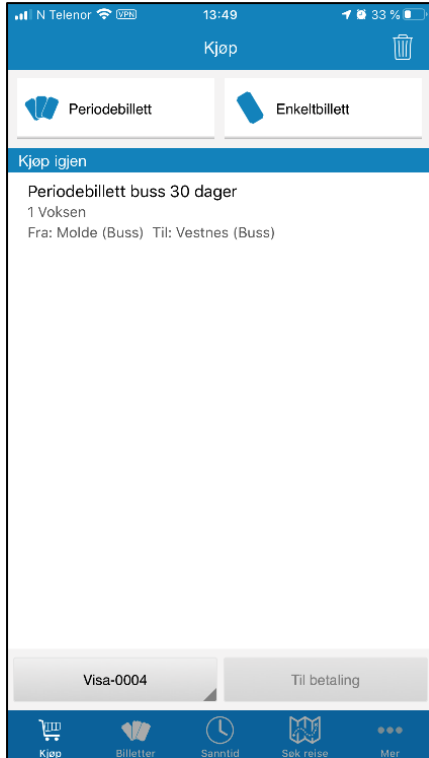 N Telenor VPN 13:49 33 %
Kjøp
Periodebillett Enkeltbillett
Kjøp igjen
Periodebillett buss 30 dager
1 Voksen
Fra: Molde (Buss) Til: Vestnes (Buss)
Visa-0004 Til betaling
Kjøp Billetter Sanntid Søk reise Mer